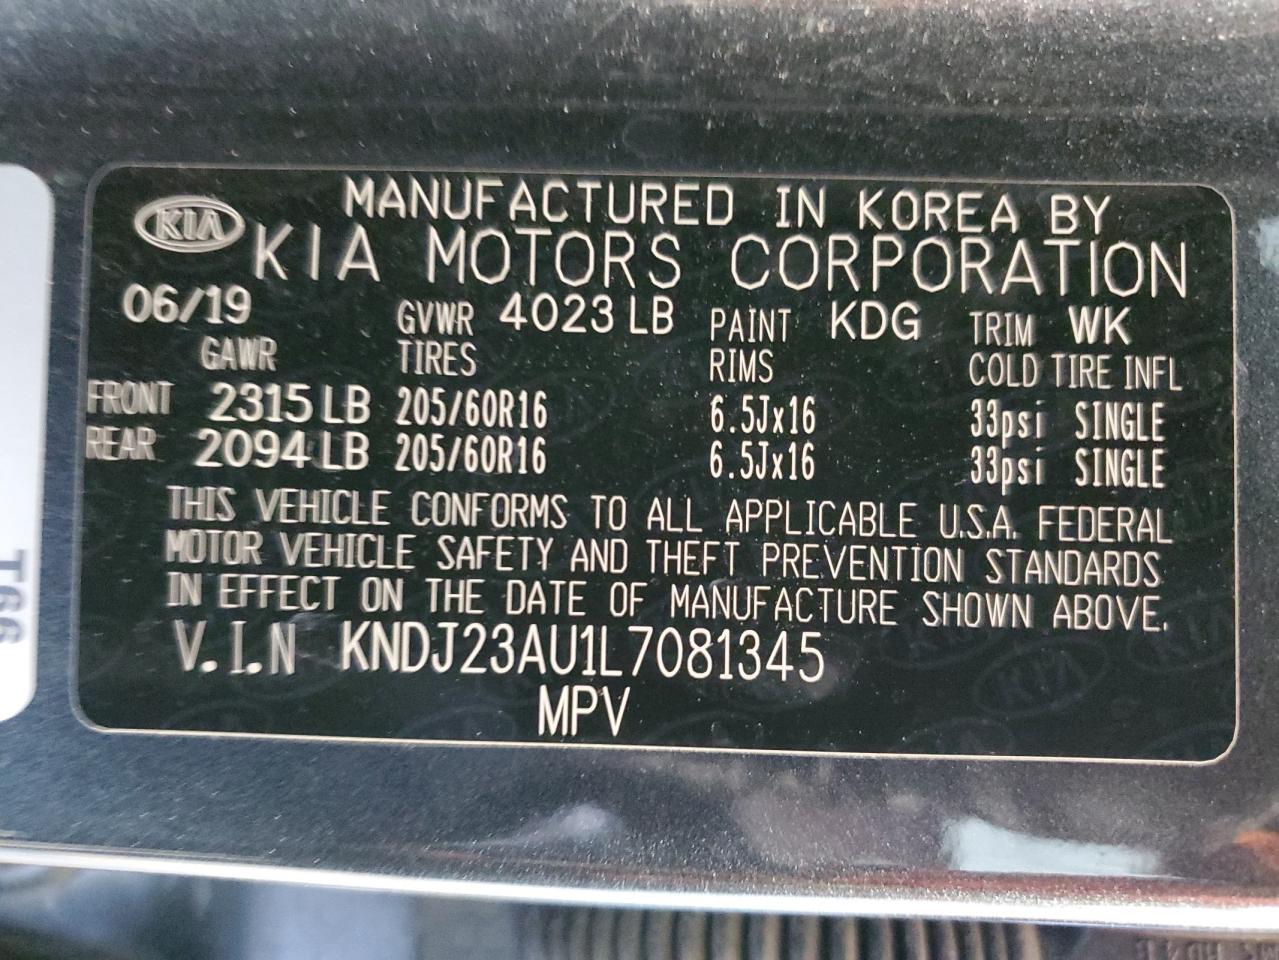 MANUFACTURED IN KOREA BY
KIA
KIA MOTORS CORPORATION
06/19 GVWR 4023 LB PAINT KDG TRIM WK
GAWR TIRES RIMS COLD TIRE INFL
FRONT 2315 LB 205/60R16 6.5Jx16 33psi SINGLE
REAR 2094 LB 205/60R16 6.5Jx16 33psi SINGLE
THIS VEHICLE CONFORMS TO ALL APPLICABLE U.S.A. FEDERAL
MOTOR VEHICLE SAFETY AND THEFT PREVENTION STANDARDS
IN EFFECT ON THE DATE OF MANUFACTURE SHOWN ABOVE.
V.I.N KNDJ23AU1L7081345
MPV